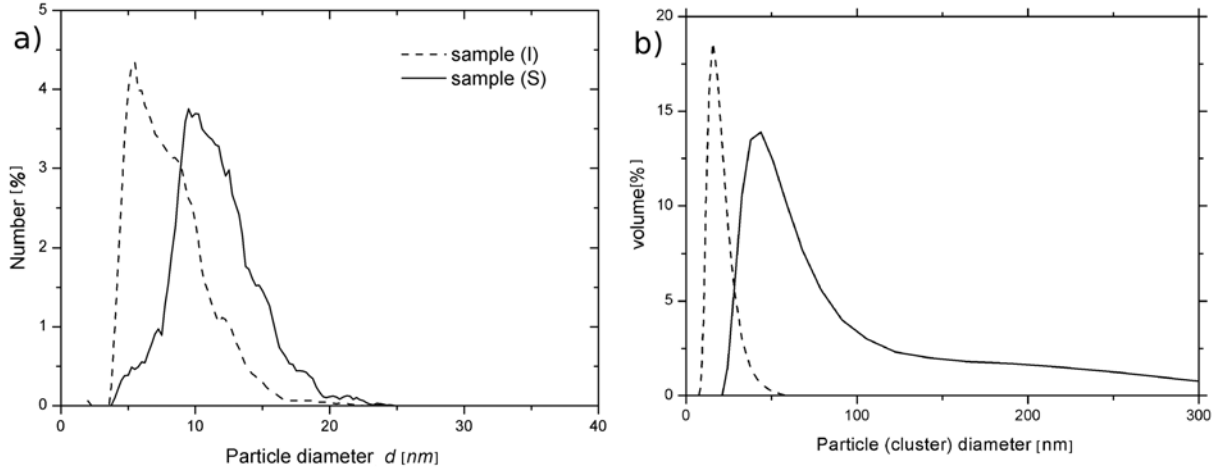 a)
5
4
3
2
1
0
Number [%]
sample (I)
sample (S)
0 10 20 30 40
Particle diameter d [nm]
b)
20
15
10
5
0
volume[%]
0 100 200 300
Particle (cluster) diameter [nm]